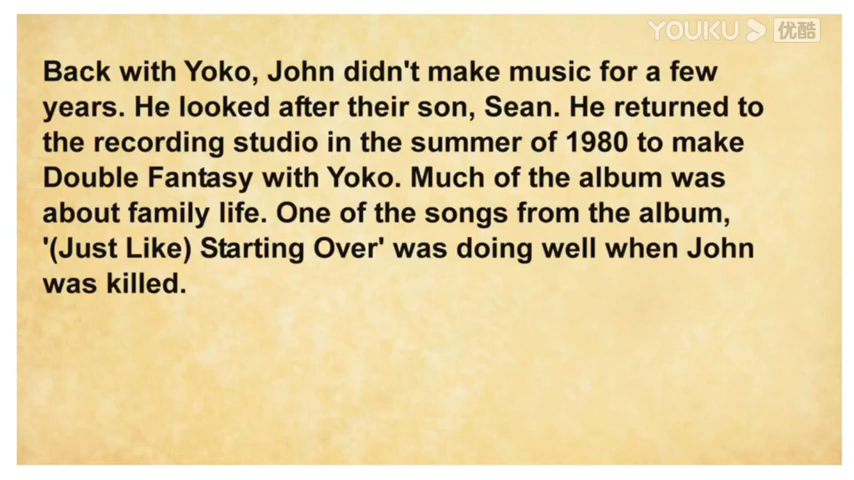 YOUKU 优酷
Back with Yoko, John didn't make music for a few
years. He looked after their son, Sean. He returned to
the recording studio in the summer of 1980 to make
Double Fantasy with Yoko. Much of the album was
about family life. One of the songs from the album,
'(Just Like) Starting Over' was doing well when John
was killed.